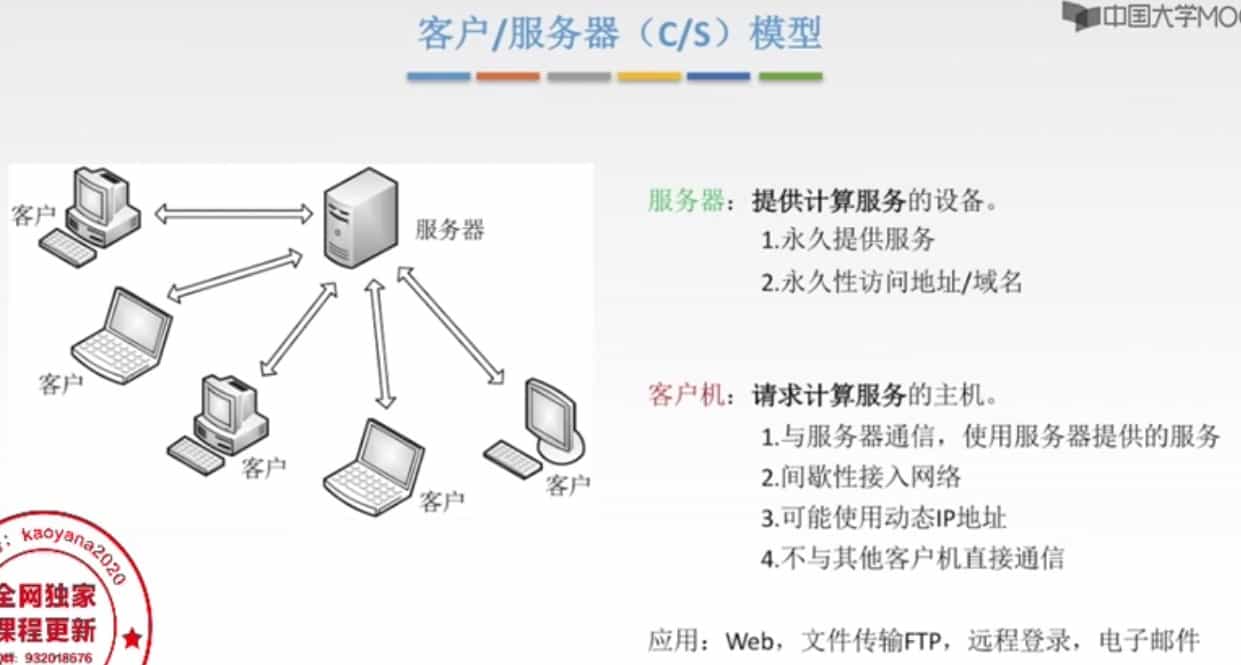 客户/服务器（C/S）模型
中国大学MOO
客户
服务器
客户
客户
客户
客户
服务器：提供计算服务的设备。
1.永久提供服务
2.永久性访问地址/域名
客户机：请求计算服务的主机。
1.与服务器通信，使用服务器提供的服务
2.间歇性接入网络
3.可能使用动态IP地址
4.不与其他客户机直接通信
应用：Web，文件传输FTP，远程登录，电子邮件
：kaoyana2020
全网独家
课程更新
群：932018676